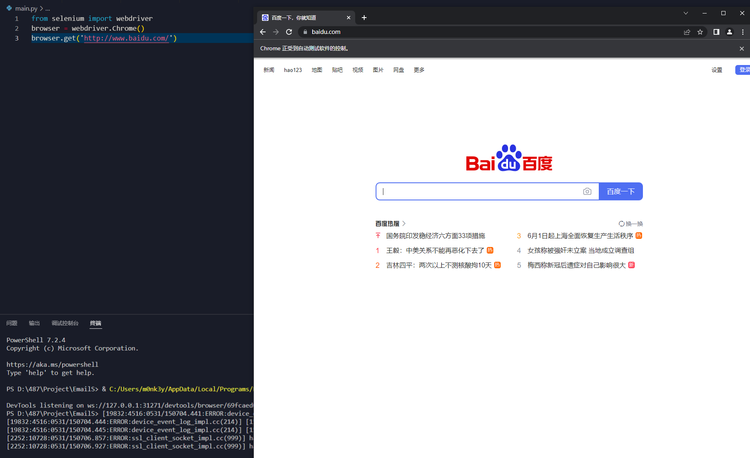 main.py > ...
1 from selenium import webdriver
2 browser = webdriver.Chrome()
3 browser.get('http://www.baidu.com/')
问题 输出 调试控制台 终端
PowerShell 7.2.4
Copyright (c) Microsoft Corporation.
https://aka.ms/powershell
Type 'help' to get help.
PS D:\487\Project\EmailS> & C:/Users/m0nk3y/AppData/Local/Programs/
DevTools listening on ws://127.0.0.1:31271/devtools/browser/69fcaed
PS D:\487\Project\EmailS> [19832:4516:0531/150704.441:ERROR:device_
[19832:4516:0531/150704.444:ERROR:device_event_log_impl.cc(214)] [1
[19832:4516:0531/150704.445:ERROR:device_event_log_impl.cc(214)] [1
[2252:10728:0531/150706.857:ERROR:ssl_client_socket_impl.cc(999)] h
[2252:10728:0531/150706.927:ERROR:ssl_client_socket_impl.cc(999)] h
百度一下，你就知道
baidu.com
Chrome 正受到自动测试软件的控制。
新闻 hao123 地图 贴吧 视频 图片 网盘 更多 设置 登录
Bai du 百度
百度一下
百度热搜 > 换一换
国务院印发稳经济六方面33项措施
3 6月1日起上海全面恢复生产生活秩序 热
1 王毅：中美关系不能再恶化下去了 热
4 女孩称被强奸未立案 当地成立调查组
2 吉林四平：两次以上不测核酸拘10天 热
5 梅西称新冠后遗症对自己影响很大 新